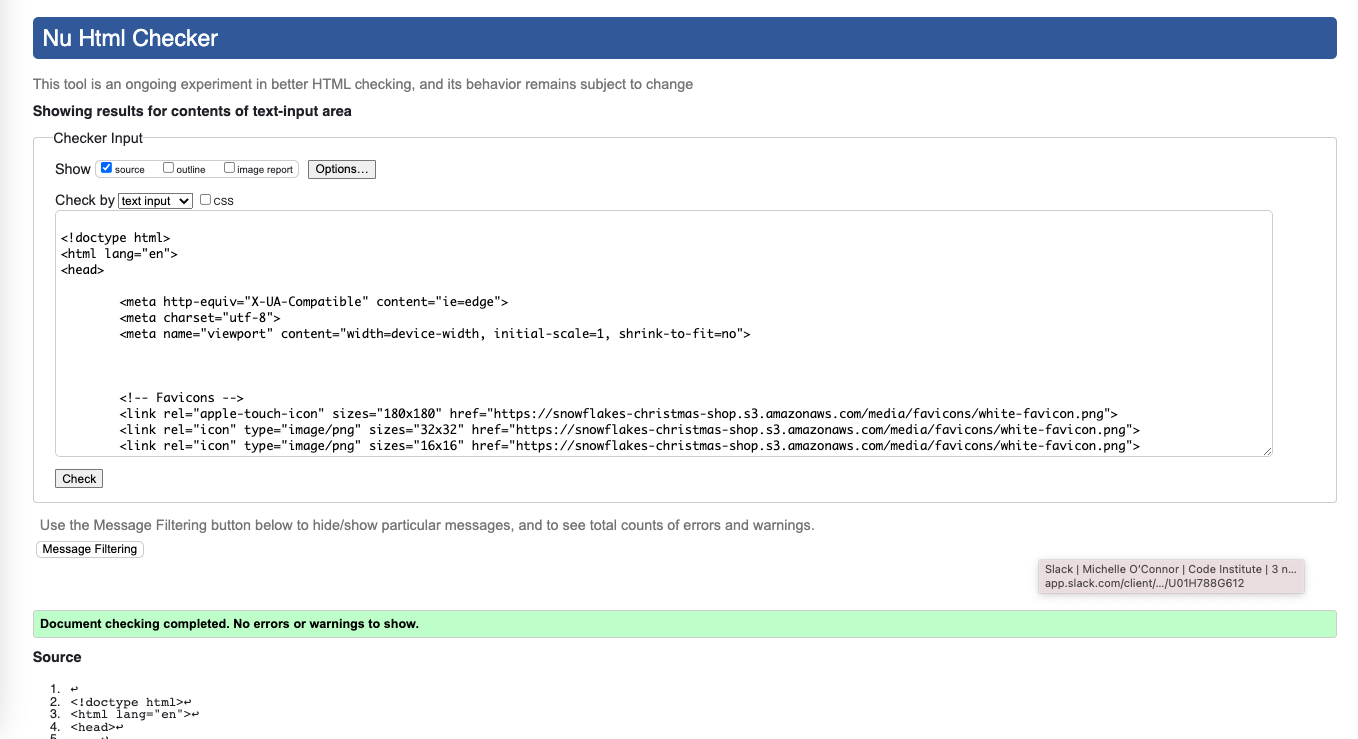 Nu Html Checker
This tool is an ongoing experiment in better HTML checking, and its behavior remains subject to change
Showing results for contents of text-input area
Checker Input
Show source outline image report Options...
Check by text input css
<!doctype html>
<html lang="en">
<head>
<meta http-equiv="X-UA-Compatible" content="ie=edge">
<meta charset="utf-8">
<meta name="viewport" content="width=device-width, initial-scale=1, shrink-to-fit=no">
<!-- Favicons -->
<link rel="apple-touch-icon" sizes="180x180" href="https://snowflakes-christmas-shop.s3.amazonaws.com/media/favicons/white-favicon.png">
<link rel="icon" type="image/png" sizes="32x32" href="https://snowflakes-christmas-shop.s3.amazonaws.com/media/favicons/white-favicon.png">
<link rel="icon" type="image/png" sizes="16x16" href="https://snowflakes-christmas-shop.s3.amazonaws.com/media/favicons/white-favicon.png">
Check
Use the Message Filtering button below to hide/show particular messages, and to see total counts of errors and warnings.
Message Filtering
Slack | Michelle O'Connor | Code Institute | 3 n...
app.slack.com/client/.../U01H788G612
Document checking completed. No errors or warnings to show.
Source
1. ↩
2. <!doctype html>↩
3. <html lang="en">↩
4. <head>↩